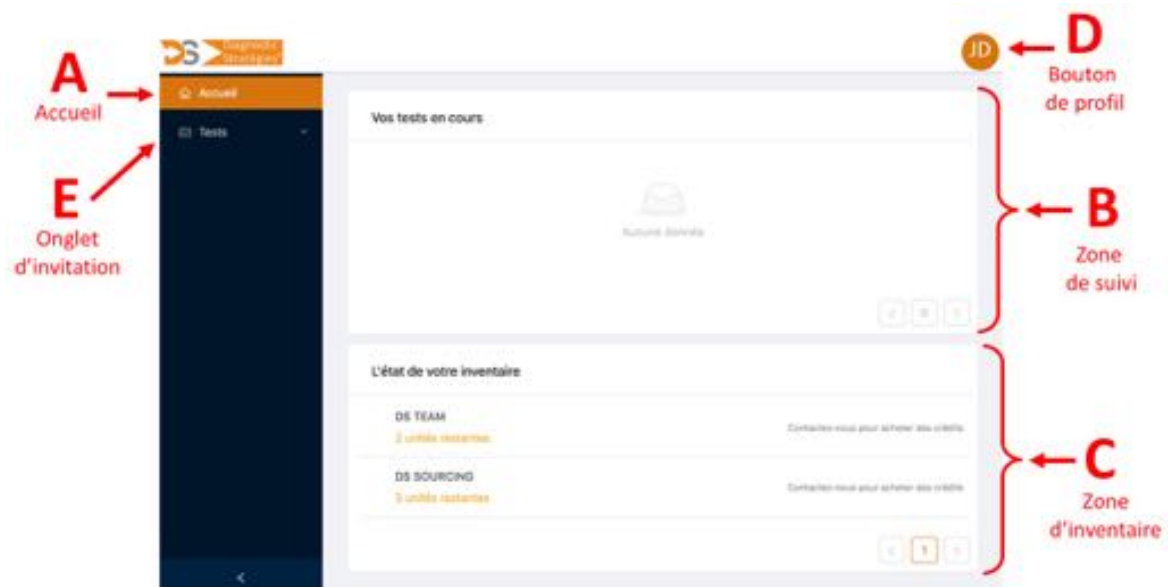 DS Diagnostic
Stratégies
JD
D
Bouton
de profil
A
Accueil
Accueil
Tests
E
Onglet
d'invitation
Vos tests en cours
Aucune donnée
B
Zone
de suivi
L'état de votre inventaire
DS TEAM
2 unités restantes
Contactez-nous pour acheter des crédits
DS SOURCING
5 unités restantes
Contactez-nous pour acheter des crédits
1
C
Zone
d'inventaire